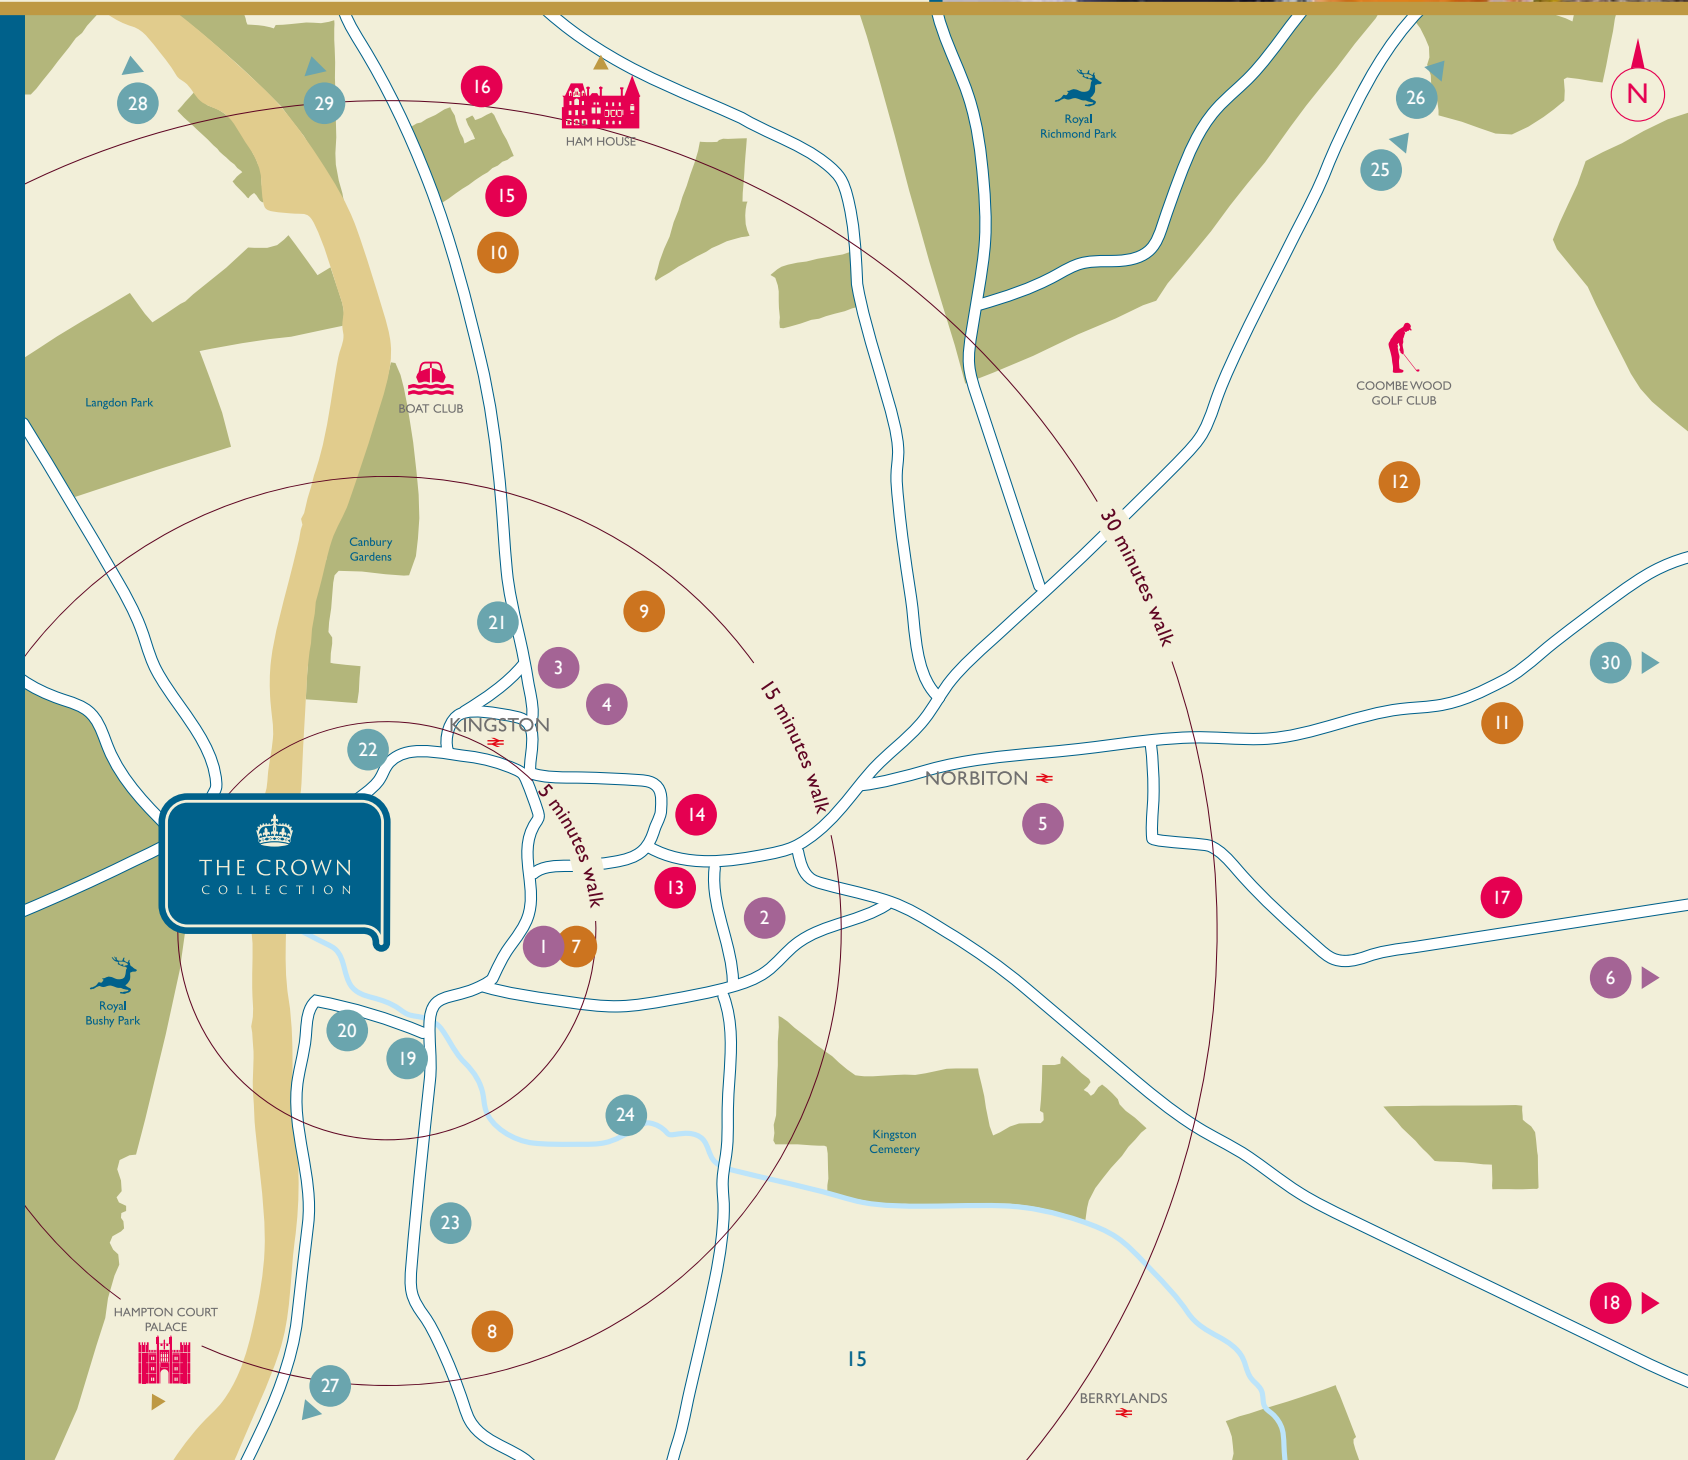 28
29
16
HAM HOUSE
Royal
Richmond Park
26
N
25
15
10
Langdon Park
BOAT CLUB
COOMBE WOOD
GOLF CLUB
12
Canbury
Gardens
30 minutes walk
21
9
3
4
30
15 minutes walk
KINGSTON
22
11
NORBITON
5 minutes walk
14
5
THE CROWN
COLLECTION
13
17
2
1
7
6
Royal
Bushy Park
20
19
24
Kingston
Cemetery
23
HAMPTON COURT
PALACE
8
18
15
27
BERRYLANDS